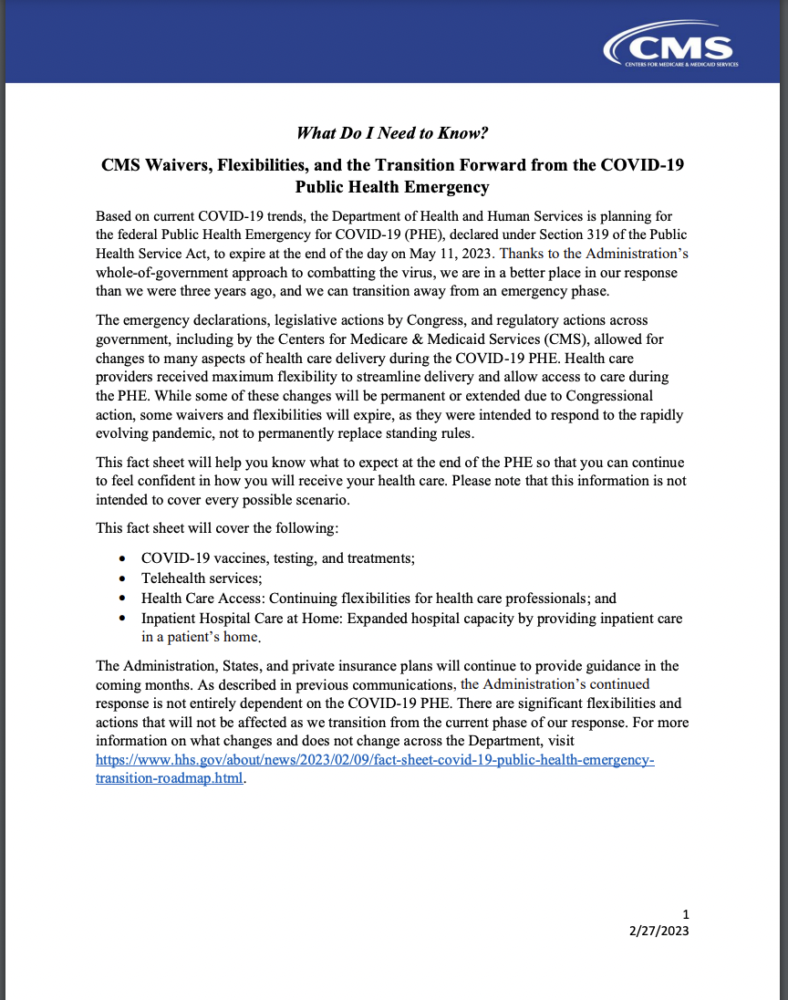 CMS
CENTERS FOR MEDICARE & MEDICAID SERVICES
What Do I Need to Know?
CMS Waivers, Flexibilities, and the Transition Forward from the COVID-19
Public Health Emergency
Based on current COVID-19 trends, the Department of Health and Human Services is planning for
the federal Public Health Emergency for COVID-19 (PHE), declared under Section 319 of the Public
Health Service Act, to expire at the end of the day on May 11, 2023. Thanks to the Administration’s
whole-of-government approach to combatting the virus, we are in a better place in our response
than we were three years ago, and we can transition away from an emergency phase.
The emergency declarations, legislative actions by Congress, and regulatory actions across
government, including by the Centers for Medicare & Medicaid Services (CMS), allowed for
changes to many aspects of health care delivery during the COVID-19 PHE. Health care
providers received maximum flexibility to streamline delivery and allow access to care during
the PHE. While some of these changes will be permanent or extended due to Congressional
action, some waivers and flexibilities will expire, as they were intended to respond to the rapidly
evolving pandemic, not to permanently replace standing rules.
This fact sheet will help you know what to expect at the end of the PHE so that you can continue
to feel confident in how you will receive your health care. Please note that this information is not
intended to cover every possible scenario.
This fact sheet will cover the following:
• COVID-19 vaccines, testing, and treatments;
• Telehealth services;
• Health Care Access: Continuing flexibilities for health care professionals; and
• Inpatient Hospital Care at Home: Expanded hospital capacity by providing inpatient care
in a patient’s home.
The Administration, States, and private insurance plans will continue to provide guidance in the
coming months. As described in previous communications, the Administration’s continued
response is not entirely dependent on the COVID-19 PHE. There are significant flexibilities and
actions that will not be affected as we transition from the current phase of our response. For more
information on what changes and does not change across the Department, visit
https://www.hhs.gov/about/news/2023/02/09/fact-sheet-covid-19-public-health-emergency-
transition-roadmap.html.
1
2/27/2023